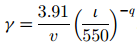 γ = 3.91/v (ι/550)^−q